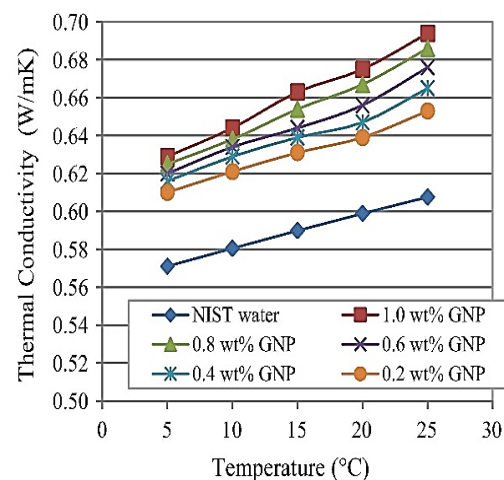 Thermal Conductivity (W/mK)
0.70
0.68
0.66
0.64
0.62
0.60
0.58
0.56
0.54
0.52
0.50
NIST water
1.0 wt% GNP
0.8 wt% GNP
0.6 wt% GNP
0.4 wt% GNP
0.2 wt% GNP
0 5 10 15 20 25 30
Temperature (°C)